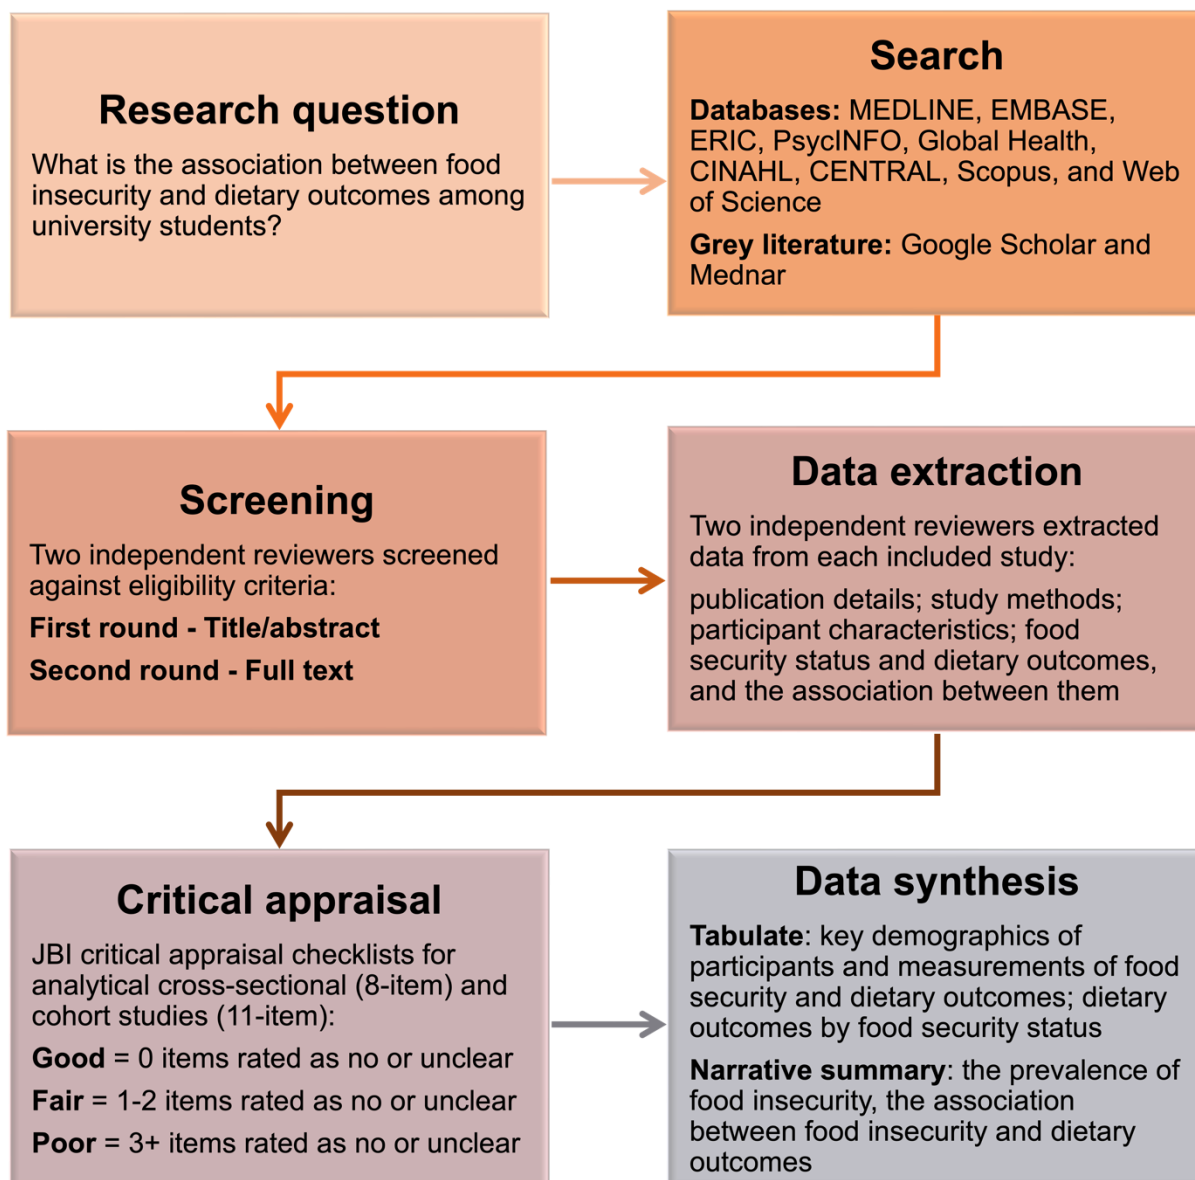 Research question
What is the association between food
insecurity and dietary outcomes among
university students?
Search
Databases: MEDLINE, EMBASE,
ERIC, PsycINFO, Global Health,
CINAHL, CENTRAL, Scopus, and Web
of Science
Grey literature: Google Scholar and
Mednar
Screening
Two independent reviewers screened
against eligibility criteria:
First round - Title/abstract
Second round - Full text
Data extraction
Two independent reviewers extracted
data from each included study:
publication details; study methods;
participant characteristics; food
security status and dietary outcomes,
and the association between them
Critical appraisal
JBI critical appraisal checklists for
analytical cross-sectional (8-item) and
cohort studies (11-item):
Good = 0 items rated as no or unclear
Fair = 1-2 items rated as no or unclear
Poor = 3+ items rated as no or unclear
Data synthesis
Tabulate: key demographics of
participants and measurements of food
security and dietary outcomes; dietary
outcomes by food security status
Narrative summary: the prevalence of
food insecurity, the association
between food insecurity and dietary
outcomes